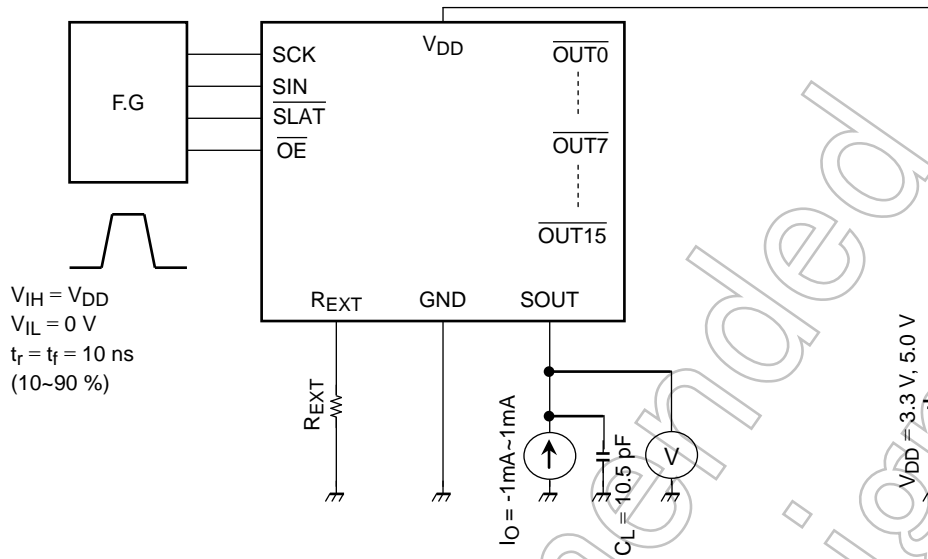 F.G
SCK
SIN
SLAT
OE
VDD
OUT0
OUT7
OUT15
REXT
GND
SOUT
VIH = VDD
VIL = 0 V
tr = tf = 10 ns
(10~90 %)
REXT
IO = -1mA~1mA
CL = 10.5 pF
V
VDD = 3.3 V, 5.0 V
mended